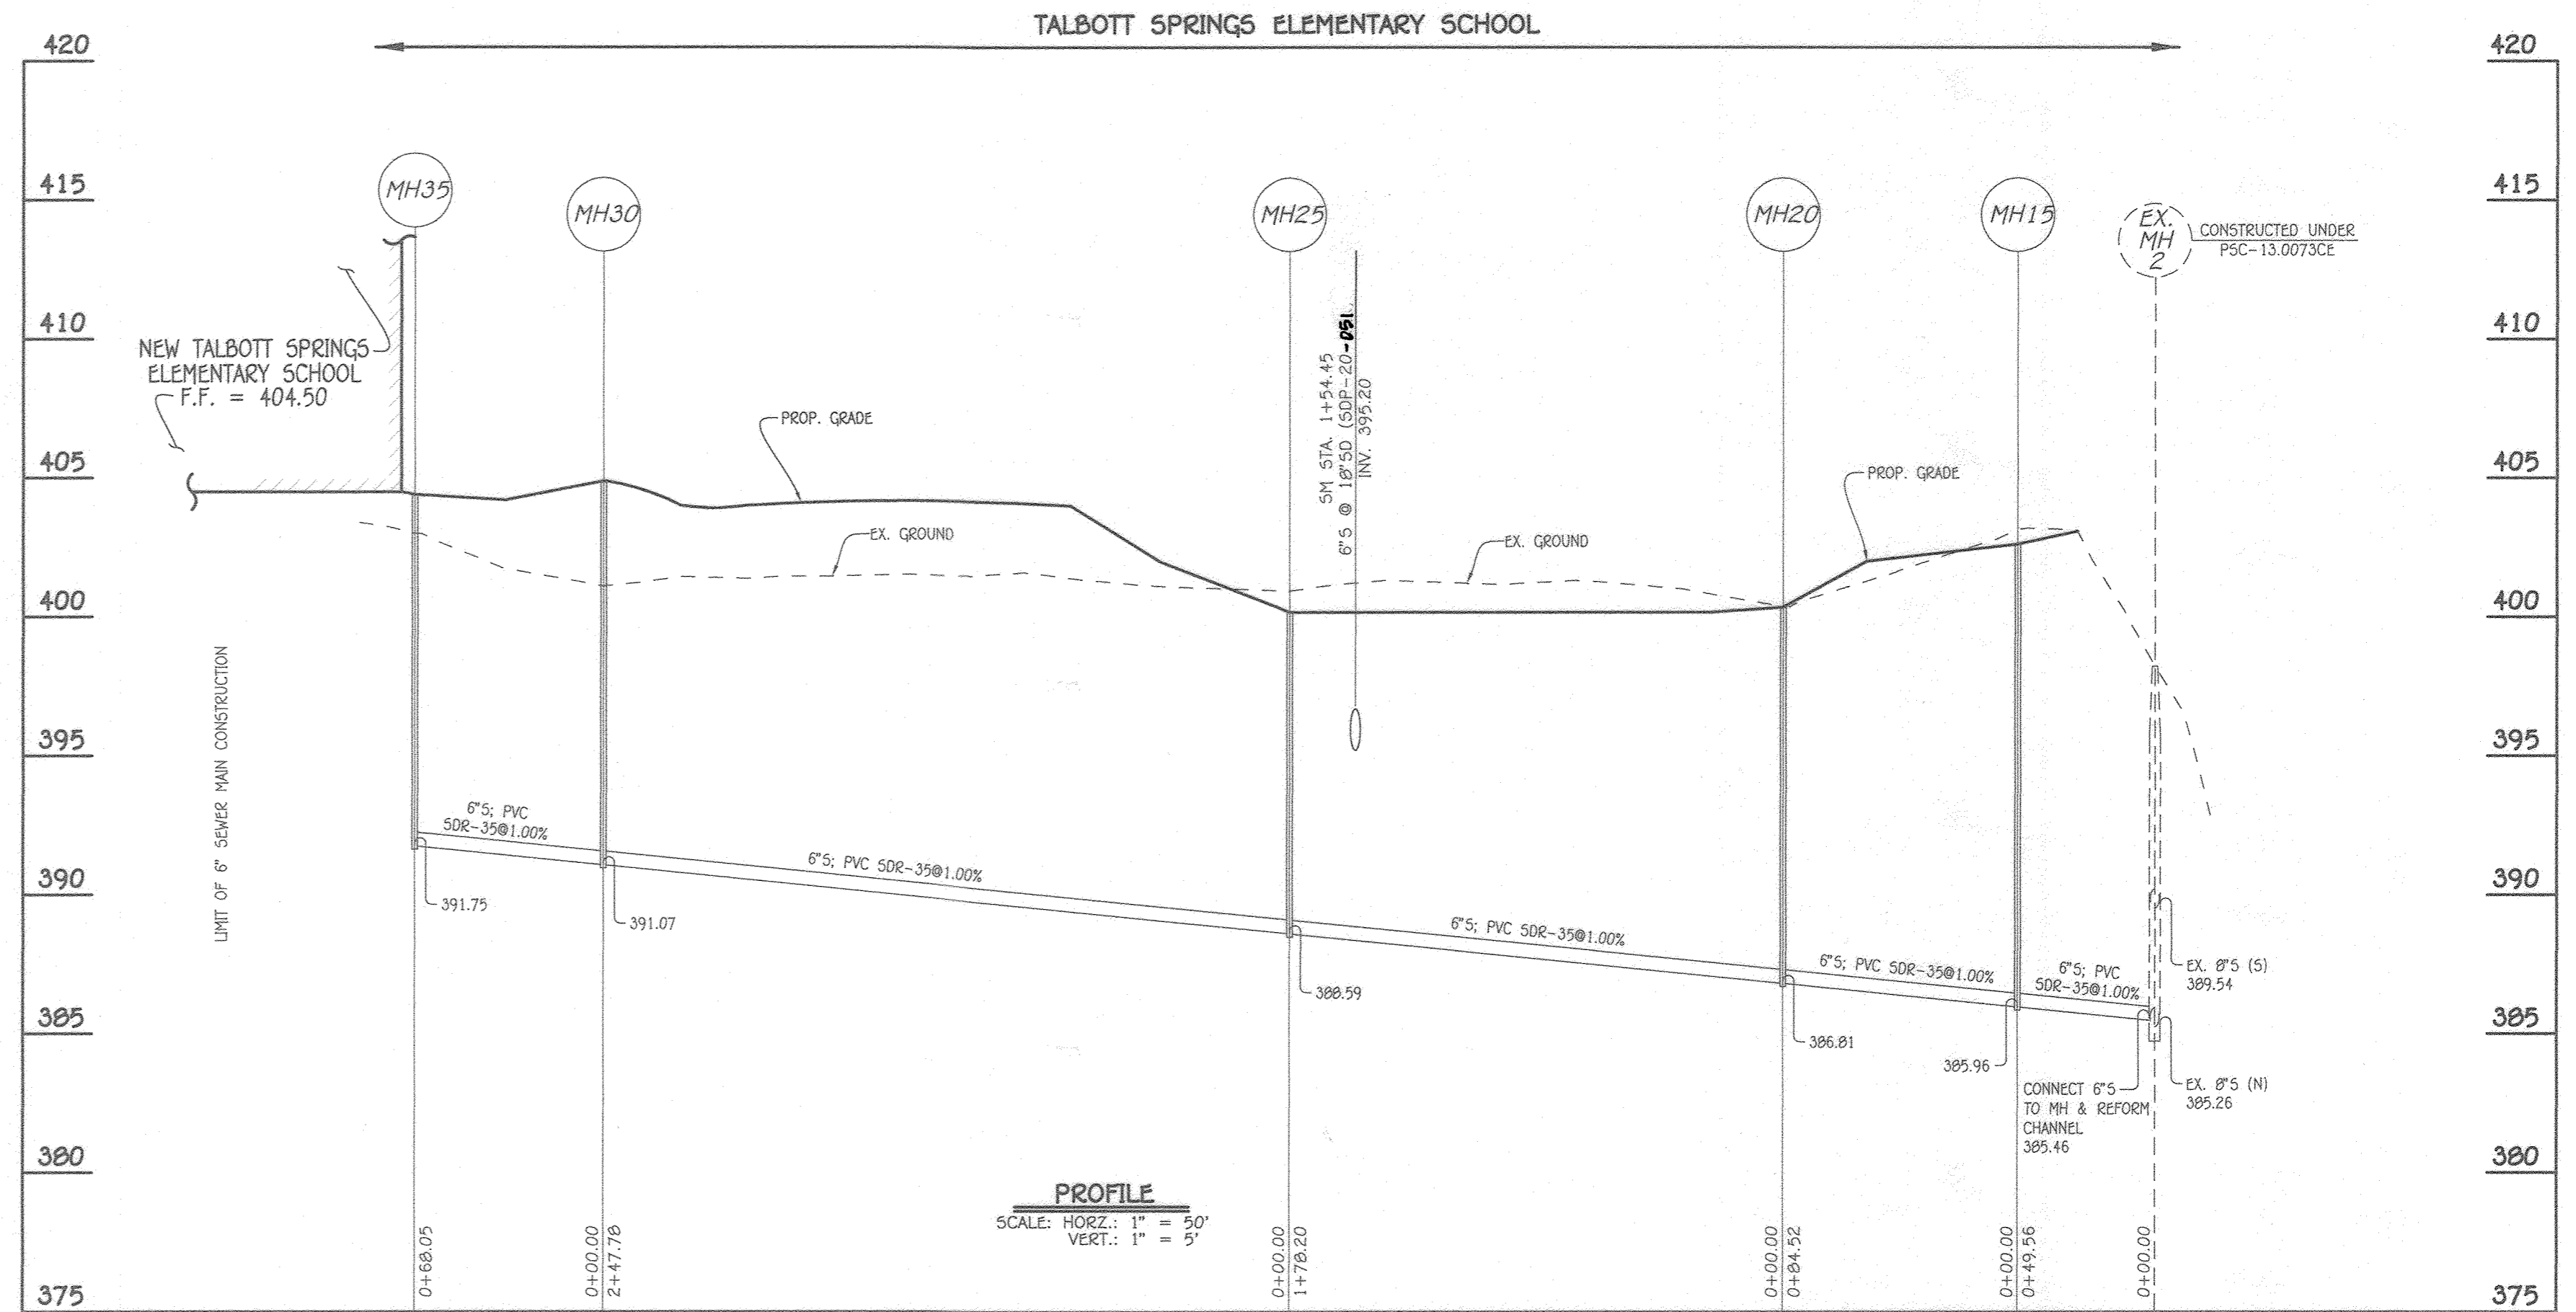 TALBOTT SPRINGS ELEMENTARY SCHOOL
420
420
415
415
410
410
405
405
400
400
395
395
390
390
385
385
380
380
375
375
MH35
MH30
MH25
MH20
MH15
EX.
MH
2
CONSTRUCTED UNDER
PSC-13.0073CE
NEW TALBOTT SPRINGS
ELEMENTARY SCHOOL
F.F. = 404.50
PROP. GRADE
EX. GROUND
SM STA. 1+54.45
6"S @ 18"SD (SDP-20-051
INV. 395.20
EX. GROUND
PROP. GRADE
LIMIT OF 6" SEWER MAIN CONSTRUCTION
6"S; PVC
SDR-35@1.00%
6"S; PVC SDR-35@1.00%
6"S; PVC SDR-35@1.00%
6"S; PVC SDR-35@1.00%
6"S; PVC
SDR-35@1.00%
391.75
391.07
388.59
386.81
385.96
EX. 8"S (S)
389.54
EX. 8"S (N)
385.26
CONNECT 6"S
TO MH & REFORM
CHANNEL
385.46
PROFILE
SCALE: HORZ.: 1" = 50'
VERT.: 1" = 5'
0+68.05
0+00.00
2+47.78
0+00.00
1+78.20
0+00.00
0+84.52
0+00.00
0+49.56
0+00.00